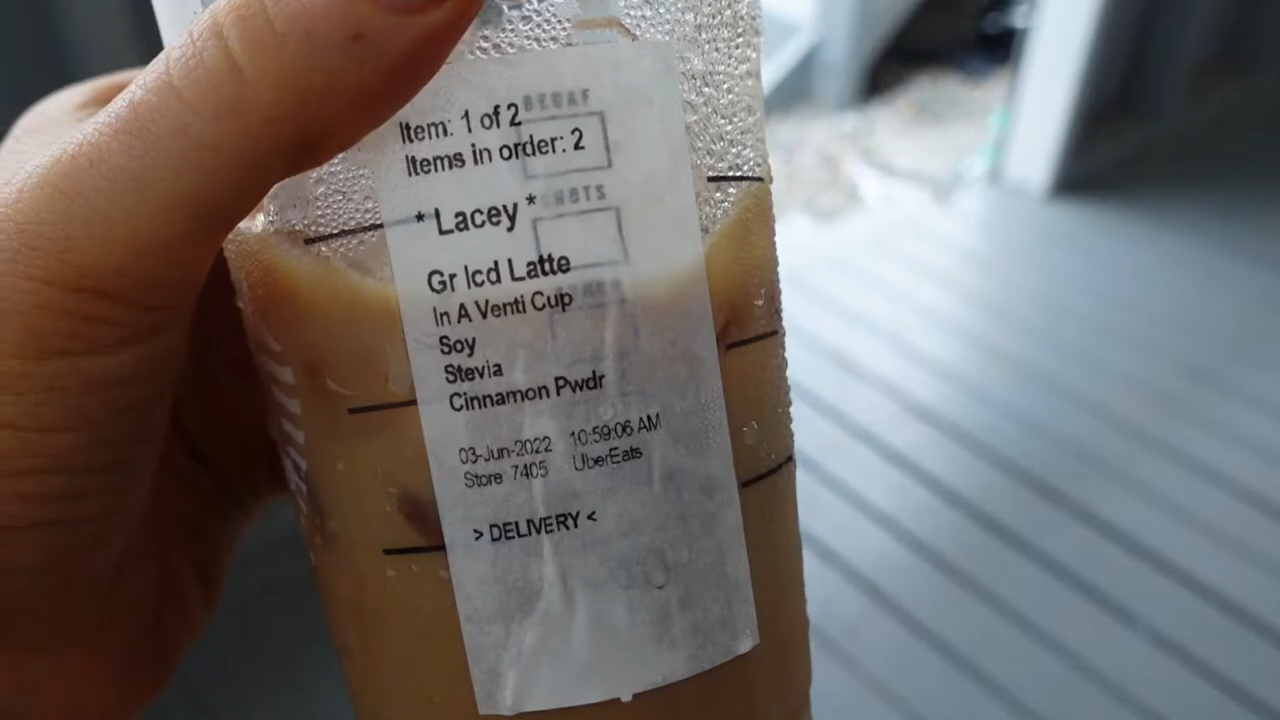 DECAF
Item: 1 of 2
Items in order: 2
* Lacey *
Gr Icd Latte
In A Venti Cup
Soy
Stevia
Cinnamon Pwdr
03-Jun-2022 10:59:06 AM
Store 7405 UberEats
> DELIVERY <